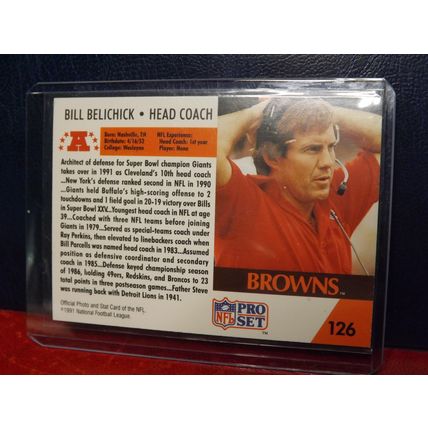 BILL BELICHICK • HEAD COACH
A
Born: Nashville, TN
Birthdate: 4/16/52
College: Wesleyan
NFL Experience:
Head Coach: 1st year
Player: None
Architect of defense for Super Bowl champion Giants
takes over in 1991 as Cleveland's 10th head coach
...New York's defense ranked second in NFL in 1990
...Giants held Buffalo's high-scoring offense to 2
touchdowns and 1 field goal in 20-19 victory over Bills
in Super Bowl XXV...Youngest head coach in NFL at age
39...Coached with three NFL teams before joining
Giants in 1979...Served as special-teams coach under
Ray Perkins, then elevated to linebackers coach when
Bill Parcells was named head coach in 1983...Assumed
position as defensive coordinator and secondary
coach in 1985...Defense keyed championship season
of 1986, holding 49ers, Redskins, and Broncos to 23
total points in three postseason games...Father Steve
was running back with Detroit Lions in 1941.
Official Photo and Stat Card of the NFL.
©1991 National Football League.
BROWNS™
NFL PRO SET™
126